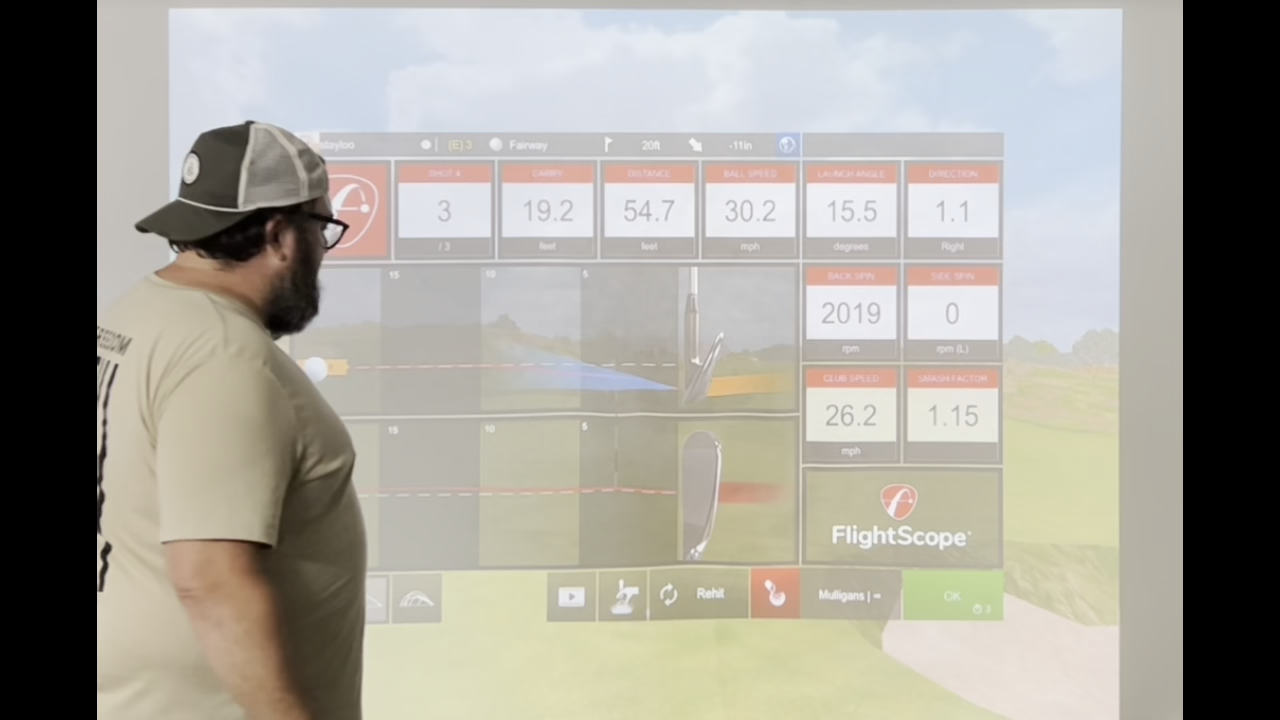 slayloo (E) 3 Fairway 20ft -11in
SHOT # CARRY DISTANCE BALL SPEED LAUNCH ANGLE DIRECTION
3 19.2 54.7 30.2 15.5 1.1
/ 3 feet feet mph degrees Right
15 10 5
BACK SPIN SIDE SPIN
2019 0
rpm rpm (L)
CLUB SPEED SMASH FACTOR
26.2 1.15
mph
15 10 5
FlightScope
Rehit Mulligans | ∞ OK
3